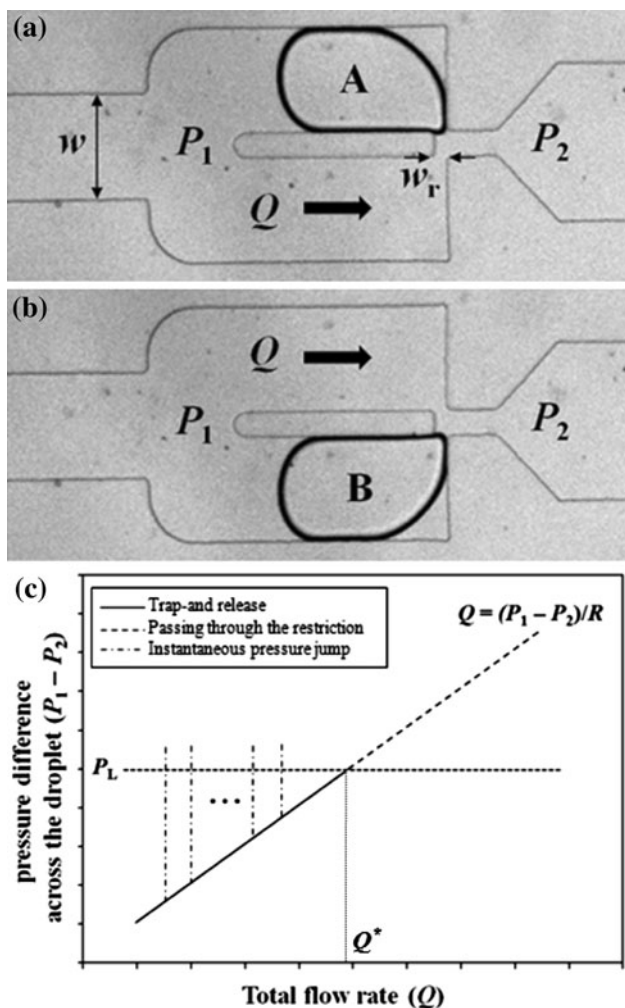 (a)
A
w
P1
P2
wr
Q
(b)
Q
P1
P2
B
(c)
Trap-and release
Passing through the restriction
Instantaneous pressure jump
Q = (P1 – P2)/R
pressure difference
across the droplet (P1 – P2)
PL
•••
Q*
Total flow rate (Q)